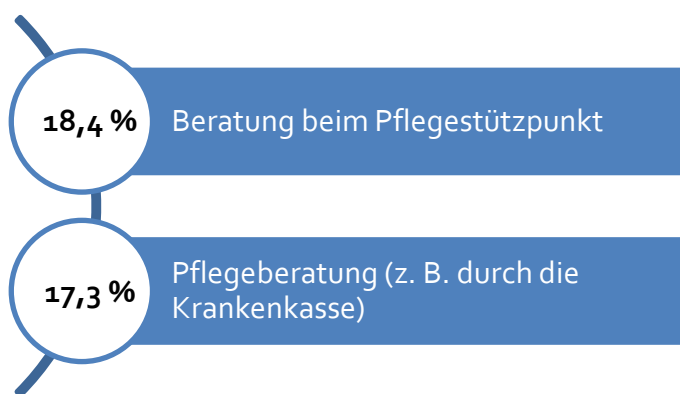 18,4 %
Beratung beim Pflegestützpunkt
17,3 %
Pflegeberatung (z. B. durch die
Krankenkasse)